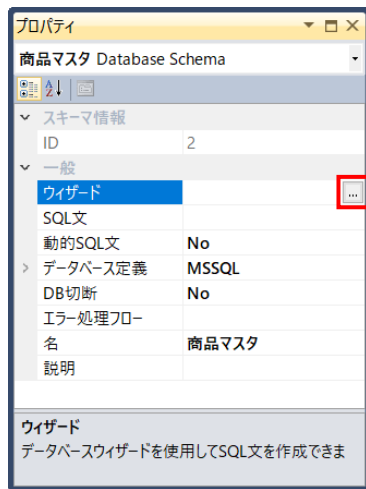 プロパティ
商品マスタ Database Schema
スキーマ情報
ID 2
一般
ウィザード ...
SQL文
動的SQL文 No
データベース定義 MSSQL
DB切断 No
エラー処理フロー
名 商品マスタ
説明
ウィザード
データベースウィザードを使用してSQL文を作成できま